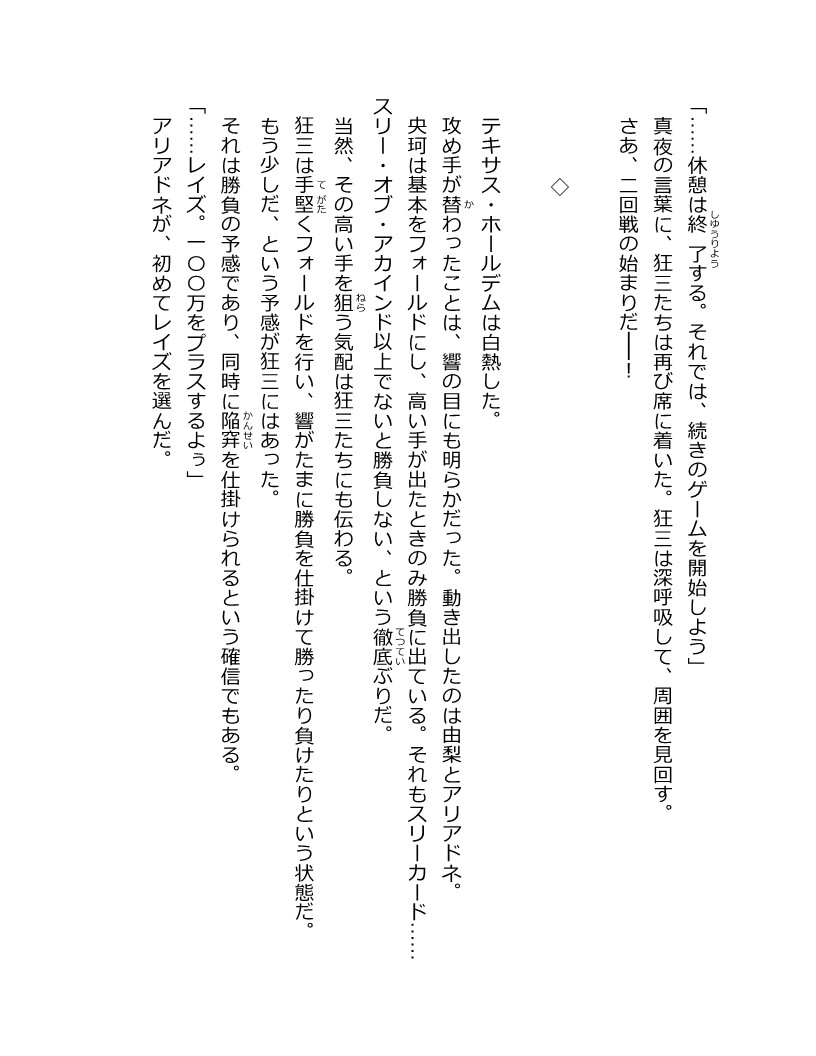 「……休憩は終了する。それでは、続きのゲームを開始しよう」
真夜の言葉に、狂三たちは再び席に着いた。狂三は深呼吸して、周囲を見回す。
さあ、二回戦の始まりだ──！
◇
テキサス・ホールデムは白熱した。
攻め手が替わったことは、響の目にも明らかだった。動き出したのは由梨とアリアドネ。
央珂は基本をフォールドにし、高い手が出たときのみ勝負に出ている。それもスリーカード……
スリー・オブ・アカインド以上でないと勝負しない、という徹底ぶりだ。
当然、その高い手を狙う気配は狂三たちにも伝わる。
狂三は手堅くフォールドを行い、響がたまに勝負を仕掛けて勝ったり負けたりという状態だ。
もう少しだ、という予感が狂三にはあった。
それは勝負の予感であり、同時に陥穽を仕掛けられるという確信でもある。
「……レイズ。一〇〇万をプラスするよぅ」
アリアドネが、初めてレイズを選んだ。